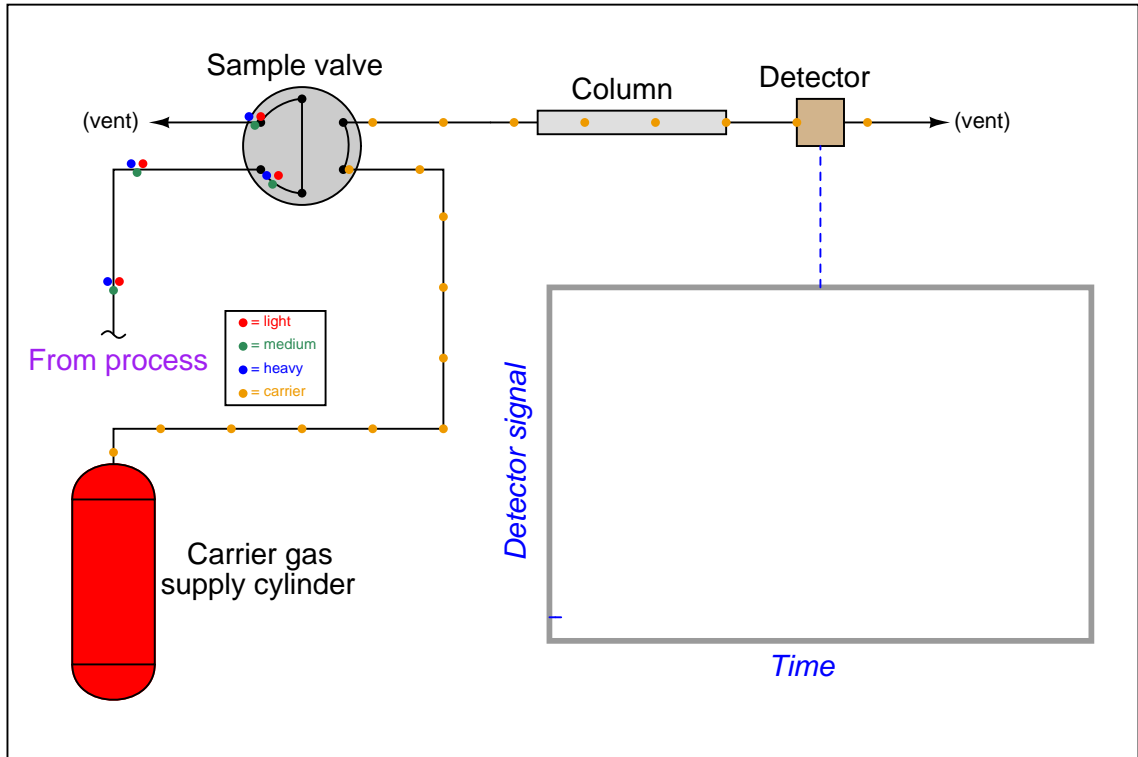 Sample valve
Column
Detector
(vent)
(vent)
= light
= medium
= heavy
= carrier
From process
Detector signal
Carrier gas
supply cylinder
Time